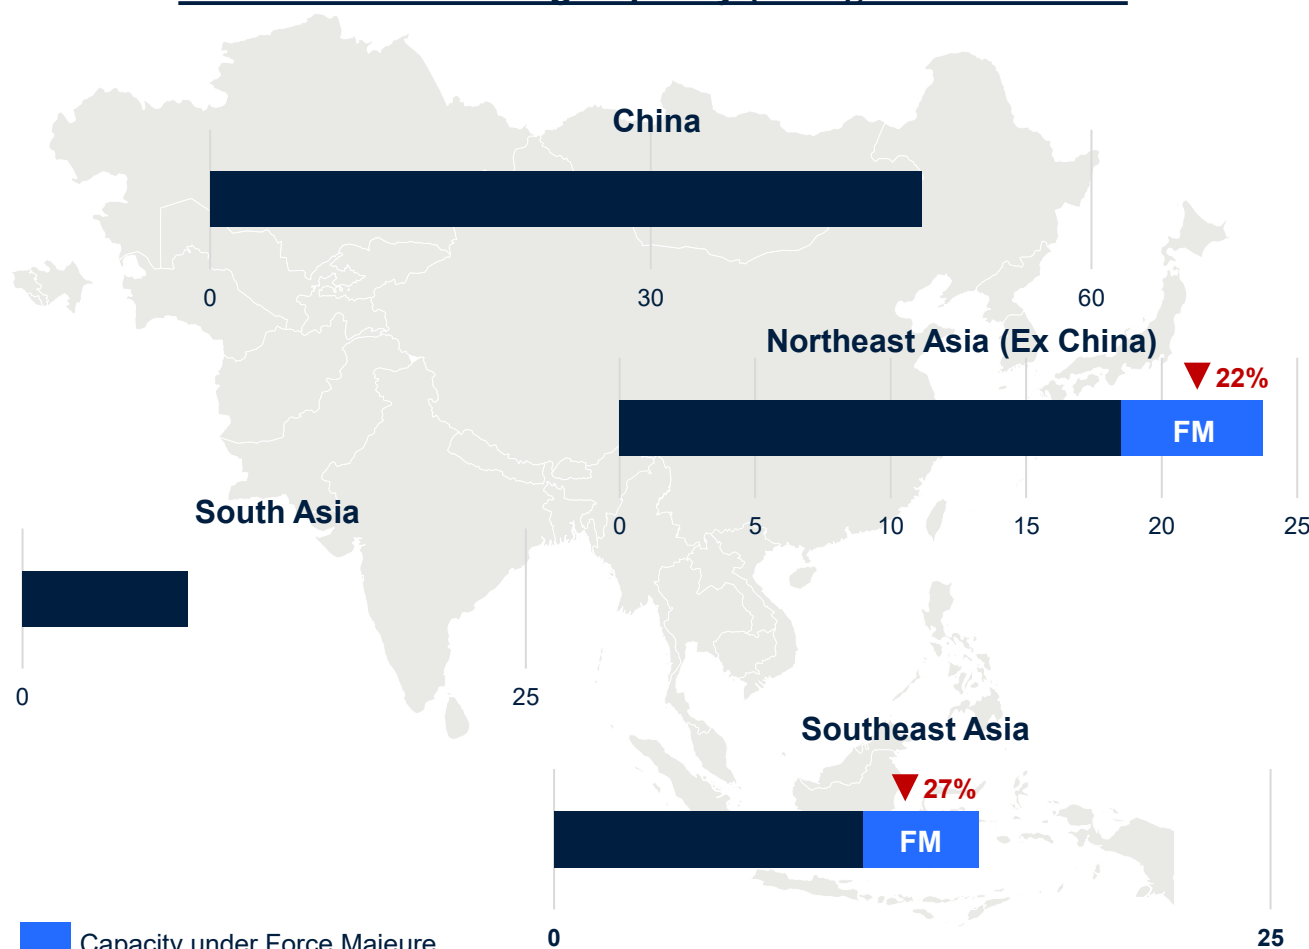 China
0 30 60
Northeast Asia (Ex China)
22%
FM
0 5 10 15 20 25
South Asia
0 25
Southeast Asia
27%
FM
0 25
Capacity under Force Majeure